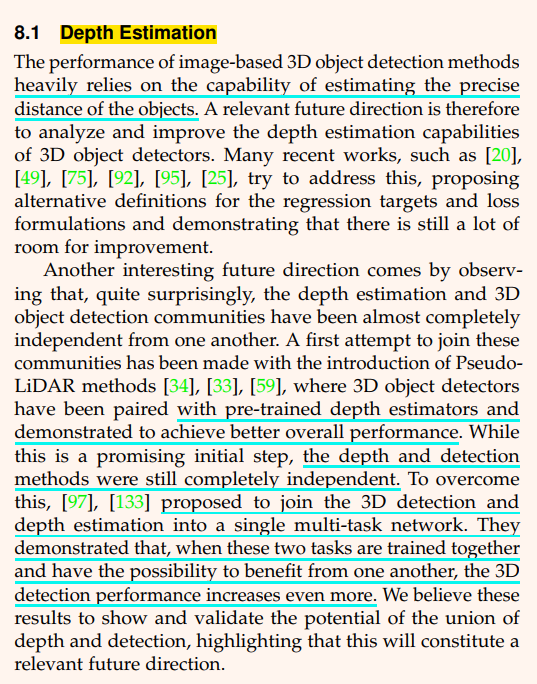 8.1 Depth Estimation
The performance of image-based 3D object detection methods
heavily relies on the capability of estimating the precise
distance of the objects. A relevant future direction is therefore
to analyze and improve the depth estimation capabilities
of 3D object detectors. Many recent works, such as [20],
[49], [75], [92], [95], [25], try to address this, proposing
alternative definitions for the regression targets and loss
formulations and demonstrating that there is still a lot of
room for improvement.
Another interesting future direction comes by observ-
ing that, quite surprisingly, the depth estimation and 3D
object detection communities have been almost completely
independent from one another. A first attempt to join these
communities has been made with the introduction of Pseudo-
LiDAR methods [34], [33], [59], where 3D object detectors
have been paired with pre-trained depth estimators and
demonstrated to achieve better overall performance. While
this is a promising initial step, the depth and detection
methods were still completely independent. To overcome
this, [97], [133] proposed to join the 3D detection and
depth estimation into a single multi-task network. They
demonstrated that, when these two tasks are trained together
and have the possibility to benefit from one another, the 3D
detection performance increases even more. We believe these
results to show and validate the potential of the union of
depth and detection, highlighting that this will constitute a
relevant future direction.